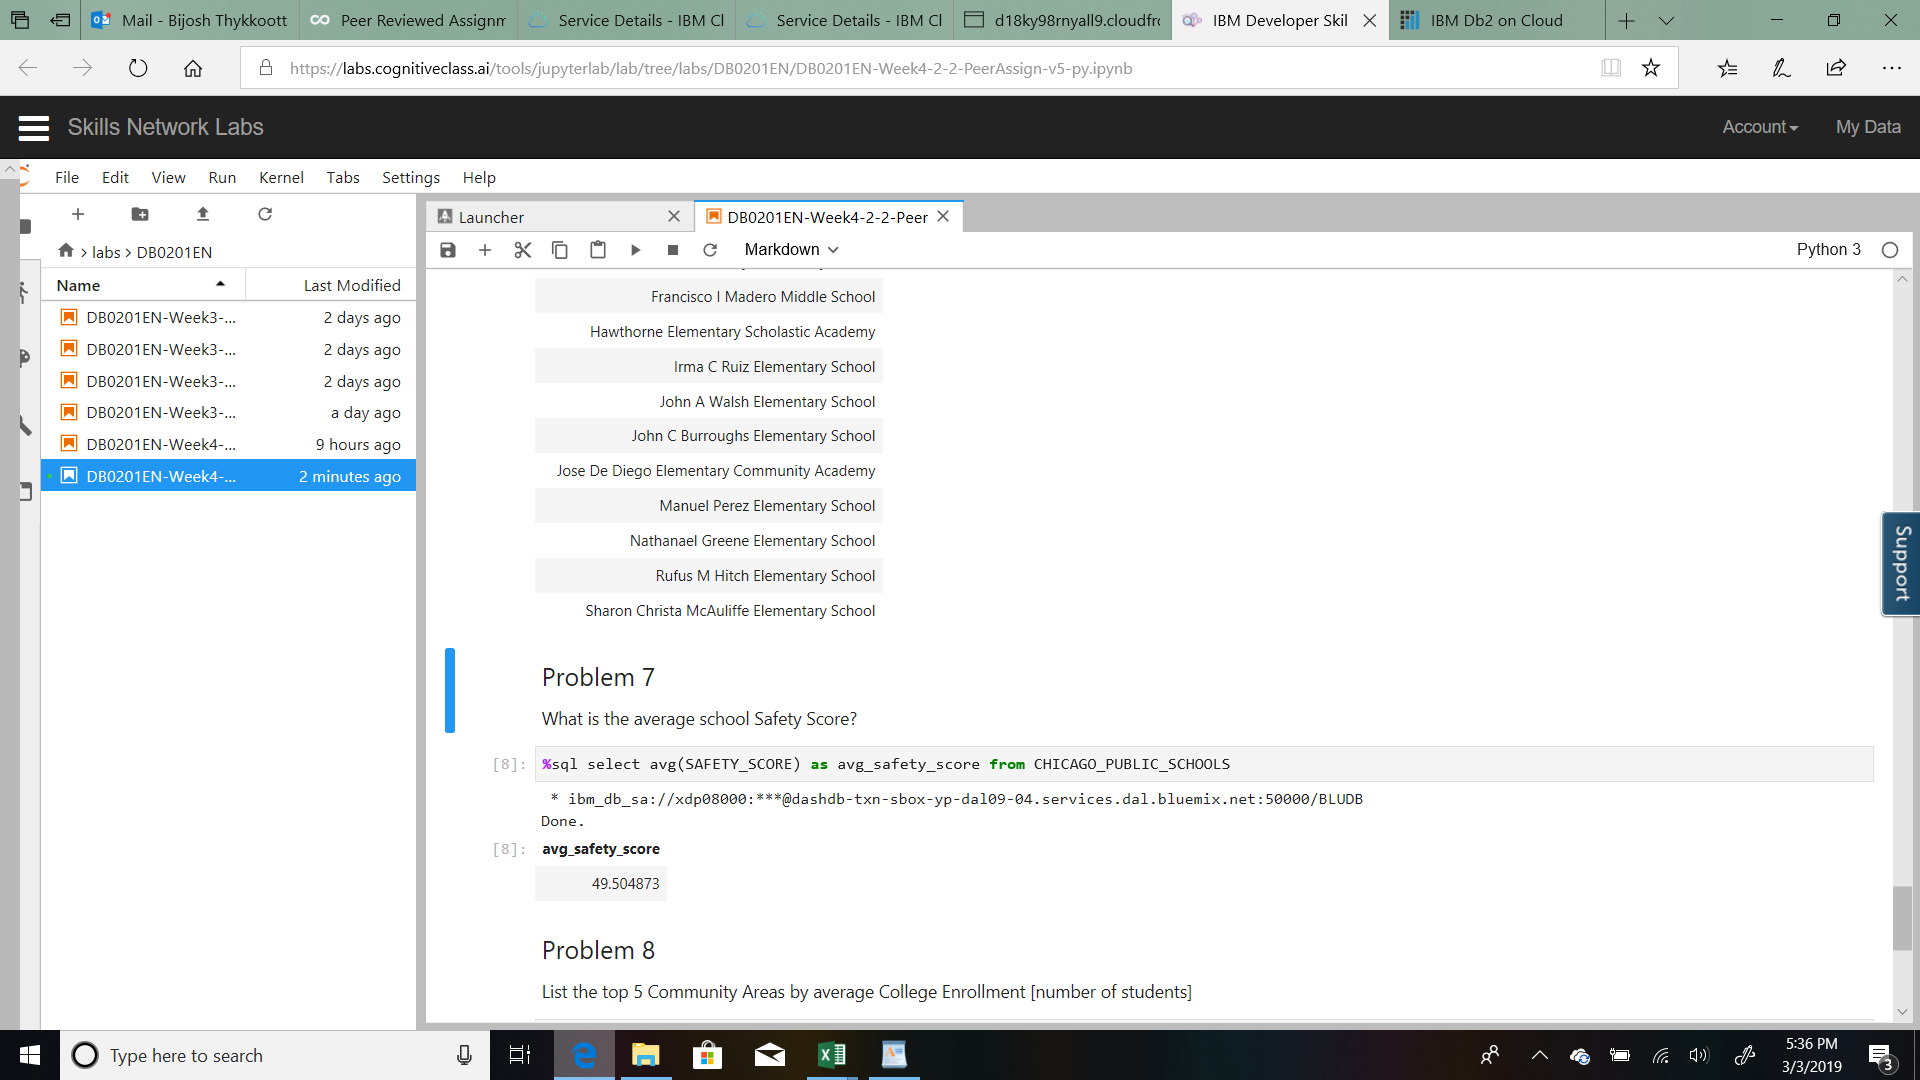 Mail - Bijosh Thykkoott
Peer Reviewed Assignm
Service Details - IBM Cl
Service Details - IBM Cl
d18ky98rnyall9.cloudfro
IBM Developer Skil
IBM Db2 on Cloud
https://labs.cognitiveclass.ai/tools/jupyterlab/lab/tree/labs/DB0201EN/DB0201EN-Week4-2-2-PeerAssign-v5-py.ipynb
Skills Network Labs
Account
My Data
File Edit View Run Kernel Tabs Settings Help
labs > DB0201EN
Name Last Modified
DB0201EN-Week3-... 2 days ago
DB0201EN-Week3-... 2 days ago
DB0201EN-Week3-... 2 days ago
DB0201EN-Week3-... a day ago
DB0201EN-Week4-... 9 hours ago
DB0201EN-Week4-... 2 minutes ago
Launcher
DB0201EN-Week4-2-2-Peer
Markdown
Python 3
Francisco I Madero Middle School
Hawthorne Elementary Scholastic Academy
Irma C Ruiz Elementary School
John A Walsh Elementary School
John C Burroughs Elementary School
Jose De Diego Elementary Community Academy
Manuel Perez Elementary School
Nathanael Greene Elementary School
Rufus M Hitch Elementary School
Sharon Christa McAuliffe Elementary School
Problem 7
What is the average school Safety Score?
[8]: %sql select avg(SAFETY_SCORE) as avg_safety_score from CHICAGO_PUBLIC_SCHOOLS
* ibm_db_sa://xdp08000:***@dashdb-txn-sbox-yp-dal09-04.services.dal.bluemix.net:50000/BLUDB
Done.
[8]: avg_safety_score
49.504873
Problem 8
List the top 5 Community Areas by average College Enrollment [number of students]
Support
Type here to search
5:36 PM
3/3/2019
3